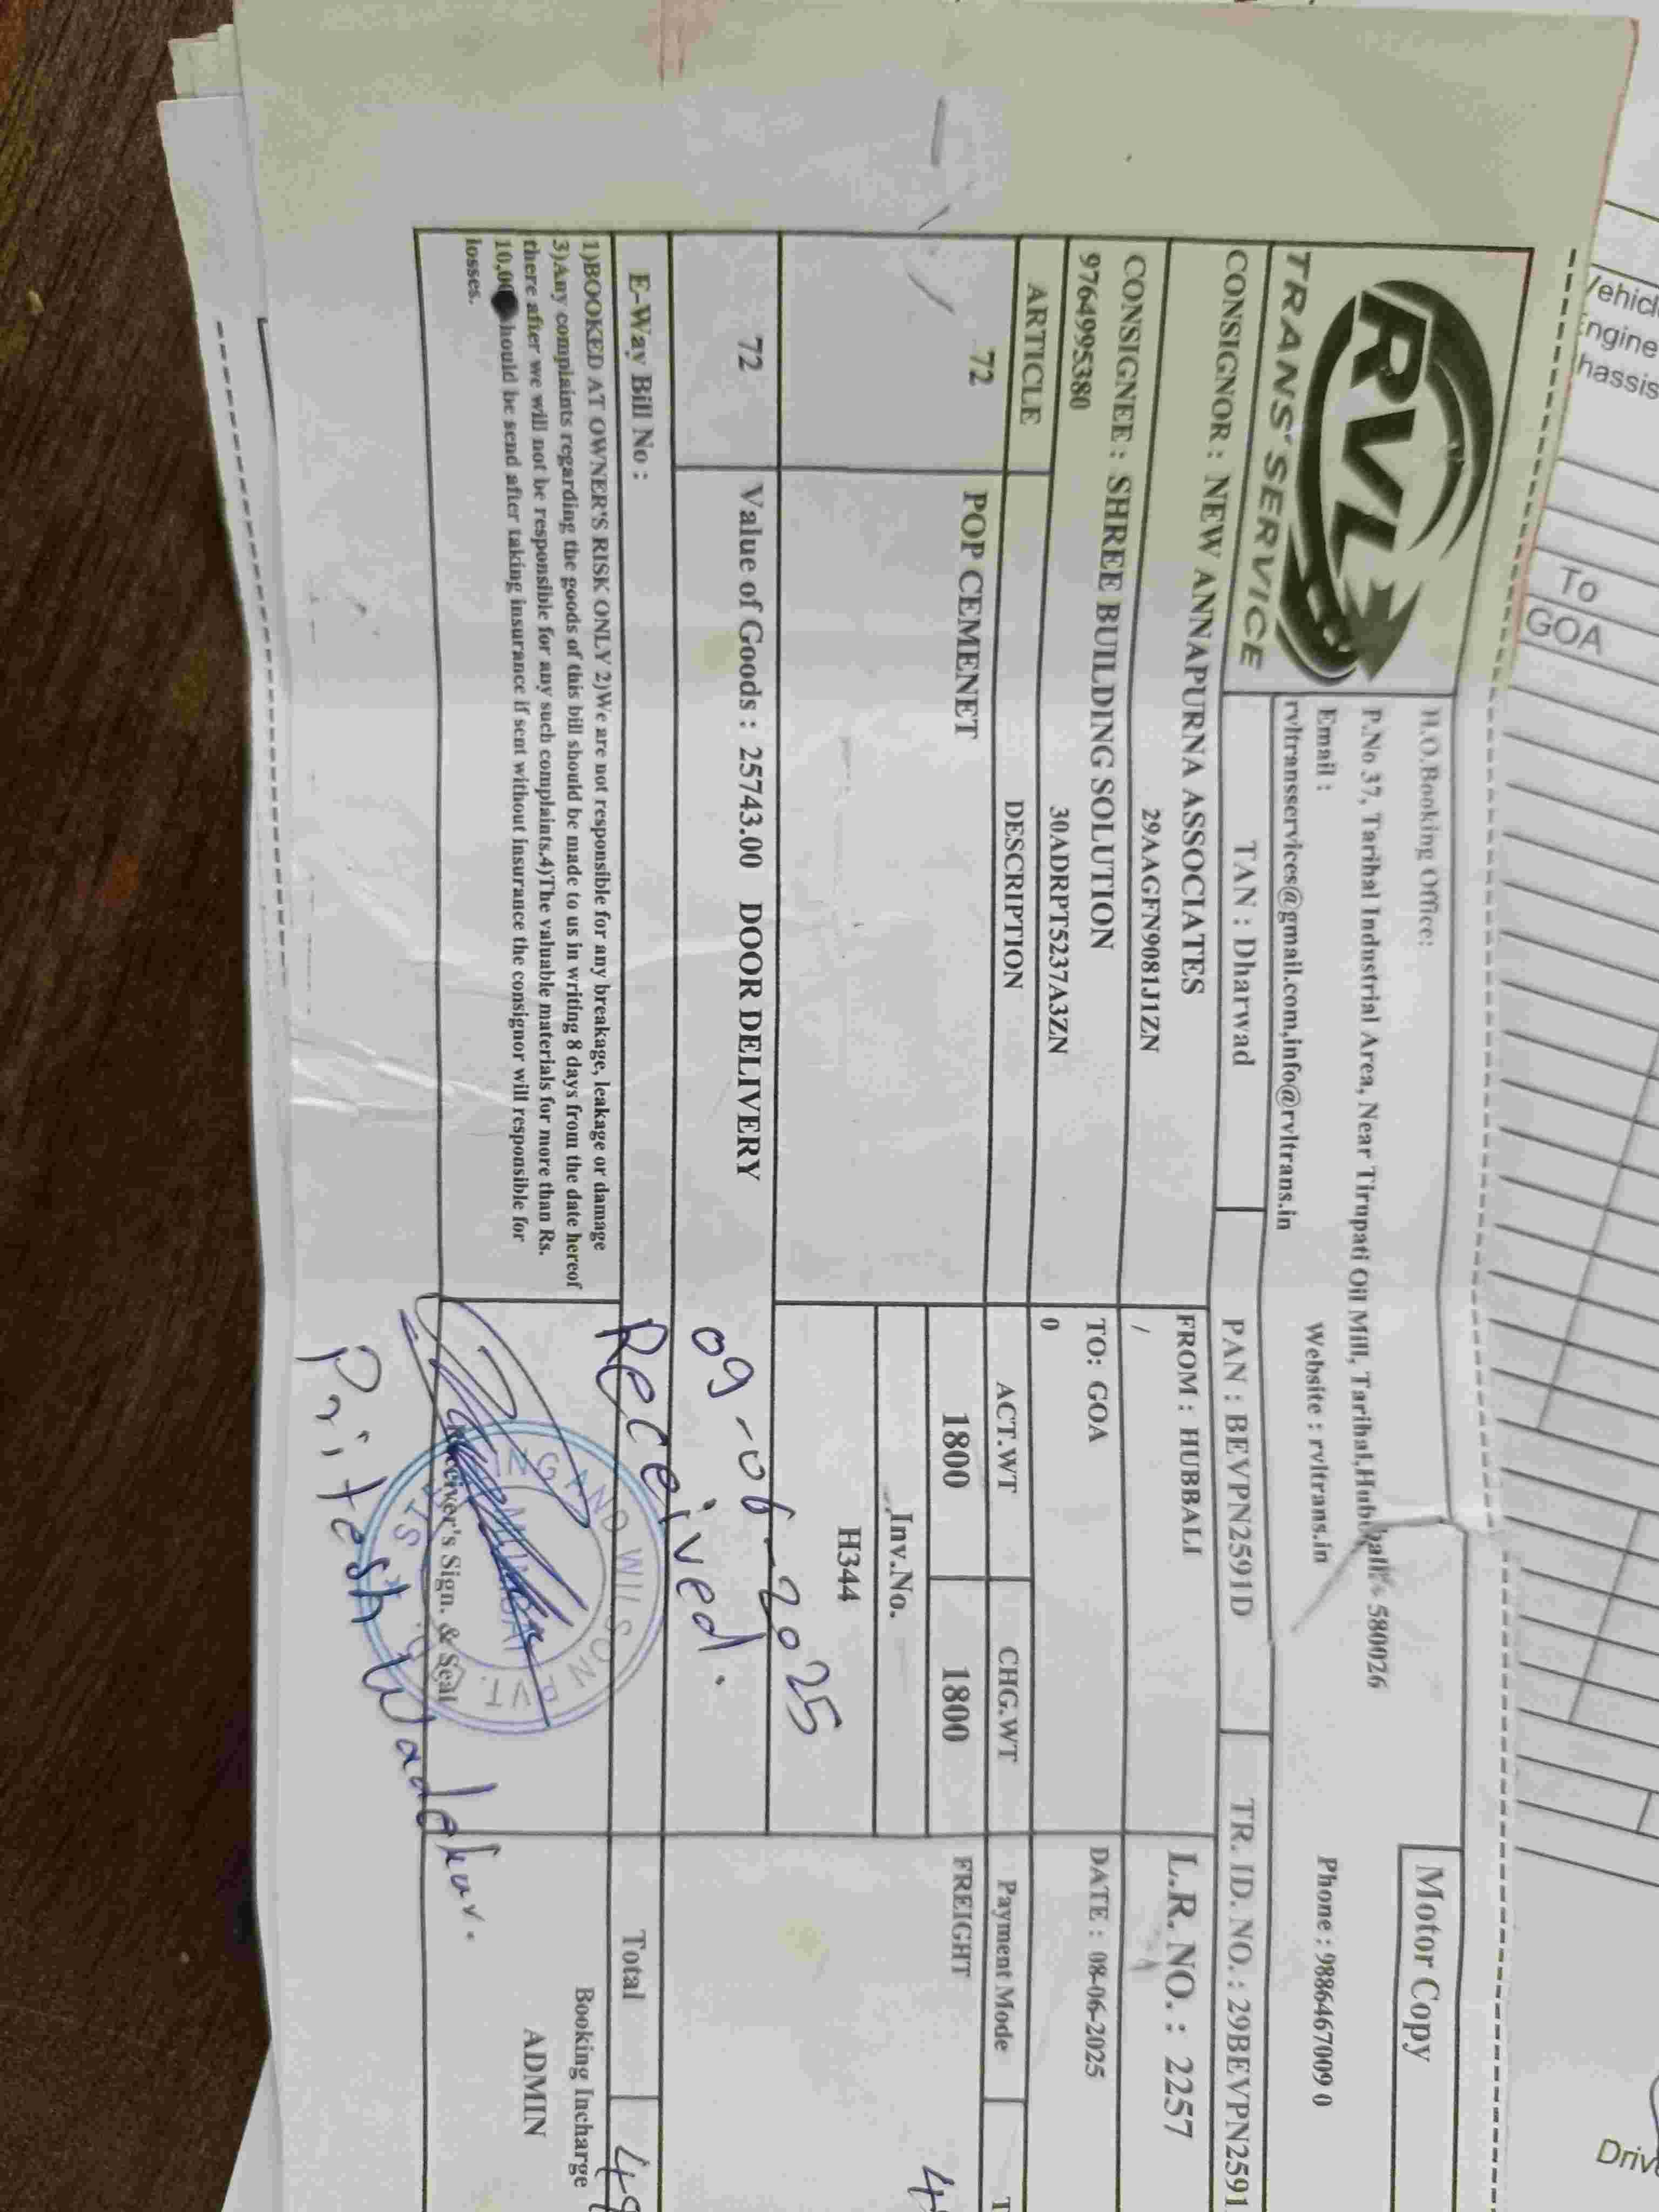 Vehicl
Engine
hassis
To
GOA
Driv
RVL
TRANS' SERVICE
H.O.Booking Office:
P.No 37, Tarihal Industrial Area, Near Tirupati Oil Mill, Tarihal,Hubballi - 580026
Email :
rvltransservices@gmail.com,info@rvltrans.in
Website : rvltrans.in
Phone : 9886467009 0
Motor Copy
TAN : Dharwad
PAN : BEVPN2591D
TR. ID. NO. : 29BEVPN2591
CONSIGNOR : NEW ANNAPURNA ASSOCIATES
29AAGFN9081J1ZN
FROM : HUBBALI
/
L.R. NO. : 2257
CONSIGNEE : SHREE BUILDING SOLUTION
9764995380
30ADRPT5237A3ZN
TO: GOA
0
DATE : 08-06-2025
ARTICLE DESCRIPTION ACT.WT CHG.WT Payment Mode T
72 POP CEMENET 1800 1800 FREIGHT
Inv.No.
H344
72 Value of Goods : 25743.00 DOOR DELIVERY
09-06-2025
Received.
E-Way Bill No :
Total
1)BOOKED AT OWNER'S RISK ONLY 2)We are not responsible for any breakage, leakage or damage
3)Any complaints regarding the goods of this bill should be made to us in writing 8 days from the date hereof
there after we will not be responsible for any such complaints.4)The valuable materials for more than Rs.
hould be send after taking insurance if sent without insurance the consignor will responsible for
losses.
AND WILSON
PVT.
Receiver's Sign. & Seal
Pritesh Wadekar.
Booking Incharge
ADMIN